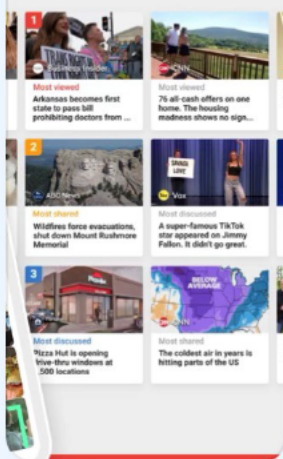 1
Business Insider
Most viewed
Arkansas becomes first
state to pass bill
prohibiting doctors from ...
CNN
Most viewed
76 all-cash offers on one
home. The housing
madness shows no sign...
2
ABC News
Most shared
Wildfires force evacuations,
shut down Mount Rushmore
Memorial
SAVAGE
LOVE
Vox
Most discussed
A super-famous TikTok
star appeared on Jimmy
Fallon. It didn't go great.
3
Most discussed
Pizza Hut is opening
drive-thru windows at
1,500 locations
BELOW
AVERAGE
CNN
Most shared
The coldest air in years is
hitting parts of the US